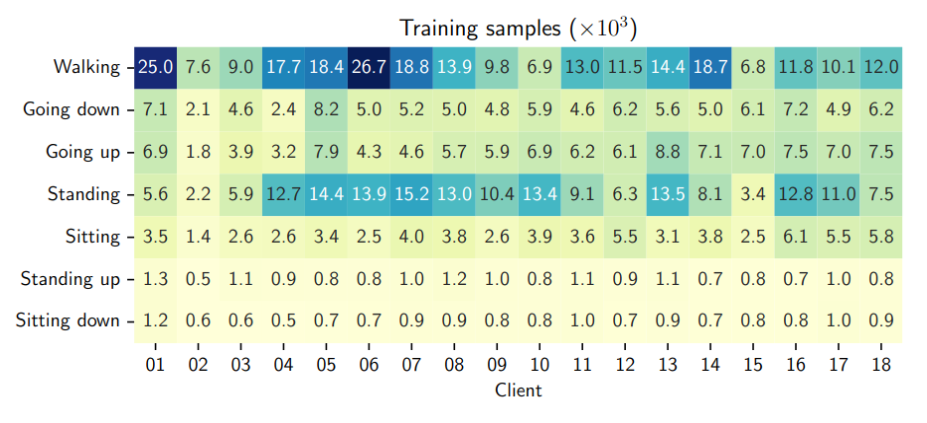 Training samples (×10³)
Walking 25.0 7.6 9.0 17.7 18.4 26.7 18.8 13.9 9.8 6.9 13.0 11.5 14.4 18.7 6.8 11.8 10.1 12.0
Going down 7.1 2.1 4.6 2.4 8.2 5.0 5.2 5.0 4.8 5.9 4.6 6.2 5.6 5.0 6.1 7.2 4.9 6.2
Going up 6.9 1.8 3.9 3.2 7.9 4.3 4.6 5.7 5.9 6.9 6.2 6.1 8.8 7.1 7.0 7.5 7.0 7.5
Standing 5.6 2.2 5.9 12.7 14.4 13.9 15.2 13.0 10.4 13.4 9.1 6.3 13.5 8.1 3.4 12.8 11.0 7.5
Sitting 3.5 1.4 2.6 2.6 3.4 2.5 4.0 3.8 2.6 3.9 3.6 5.5 3.1 3.8 2.5 6.1 5.5 5.8
Standing up 1.3 0.5 1.1 0.9 0.8 0.8 1.0 1.2 1.0 0.8 1.1 0.9 1.1 0.7 0.8 0.7 1.0 0.8
Sitting down 1.2 0.6 0.6 0.5 0.7 0.7 0.9 0.9 0.8 0.8 1.0 0.7 0.9 0.7 0.8 0.8 1.0 0.9
01 02 03 04 05 06 07 08 09 10 11 12 13 14 15 16 17 18
Client